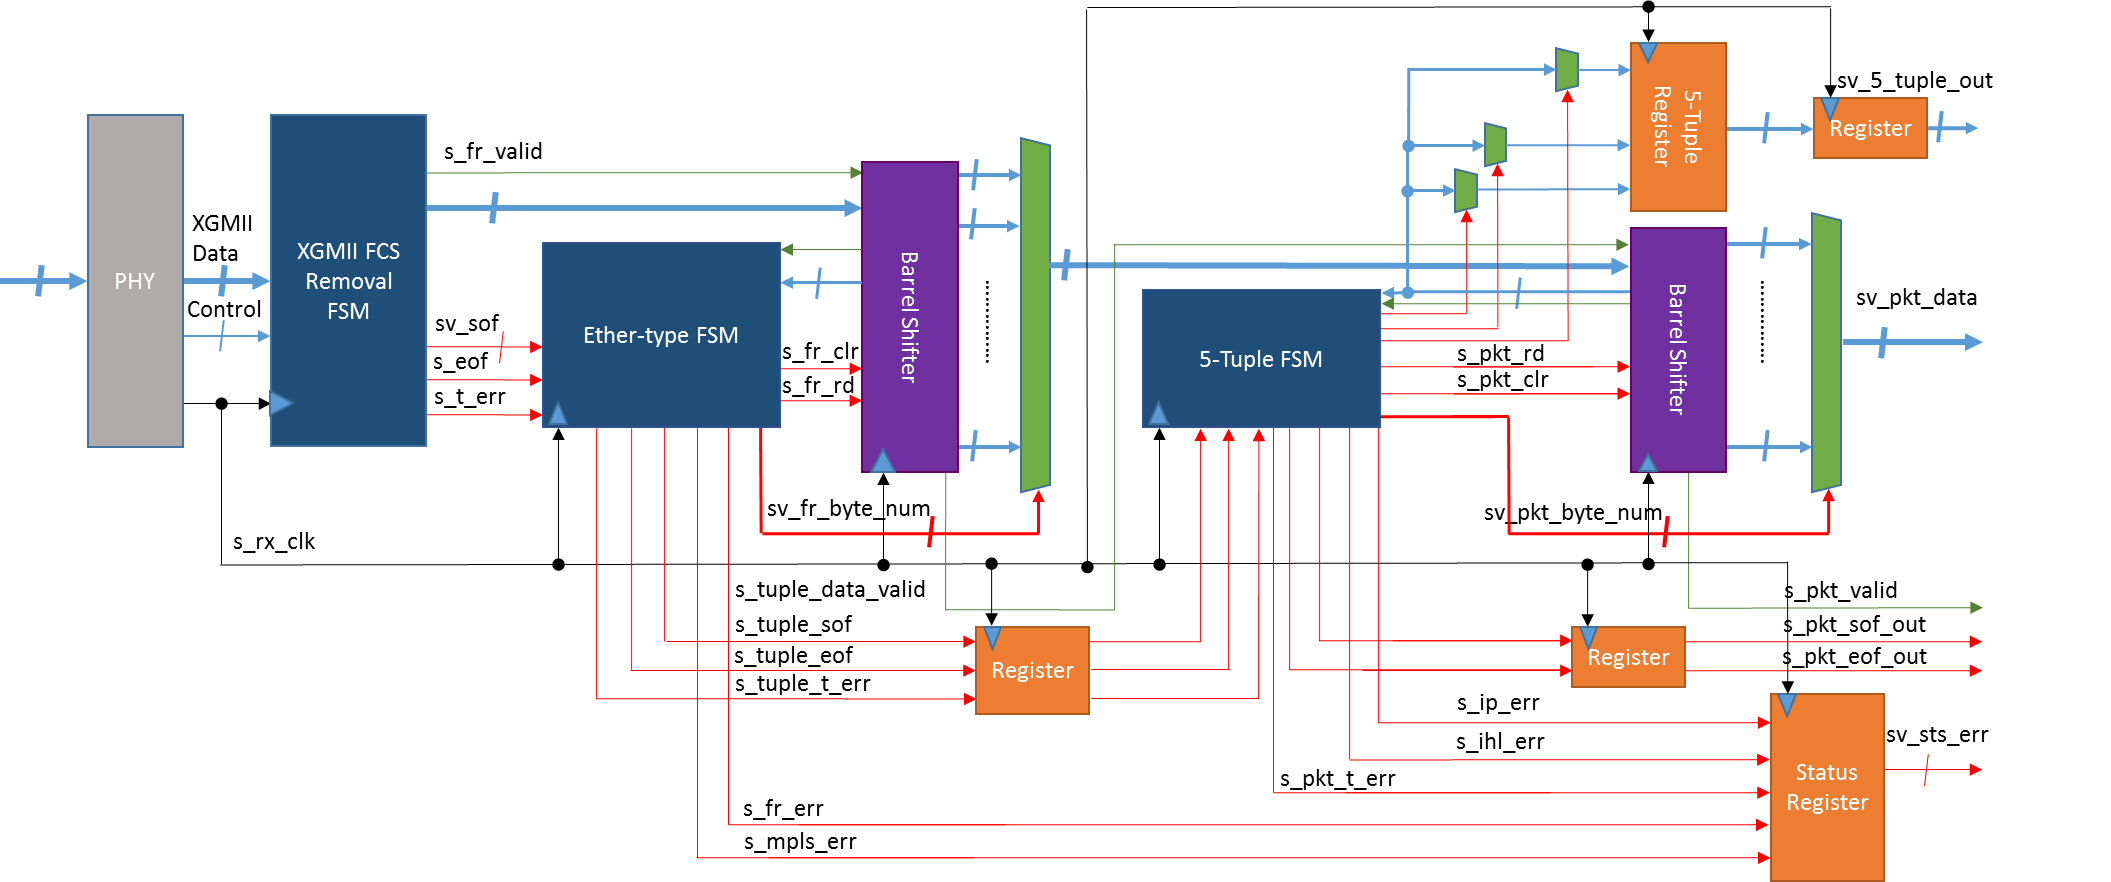 PHY
XGMII
Data
Control
XGMII FCS
Removal
FSM
s_rx_clk
s_fr_valid
sv_sof
s_eof
s_t_err
Ether-type FSM
s_fr_clr
s_fr_rd
Barrel Shifter
sv_fr_byte_num
s_tuple_data_valid
s_tuple_sof
s_tuple_eof
s_tuple_t_err
Register
s_fr_err
s_mpls_err
5-Tuple FSM
s_pkt_rd
s_pkt_clr
sv_pkt_byte_num
5-Tuple
Register
Register
sv_5_tuple_out
Barrel Shifter
sv_pkt_data
s_pkt_valid
s_pkt_sof_out
s_pkt_eof_out
Register
s_ip_err
s_ihl_err
s_pkt_t_err
Status
Register
sv_sts_err